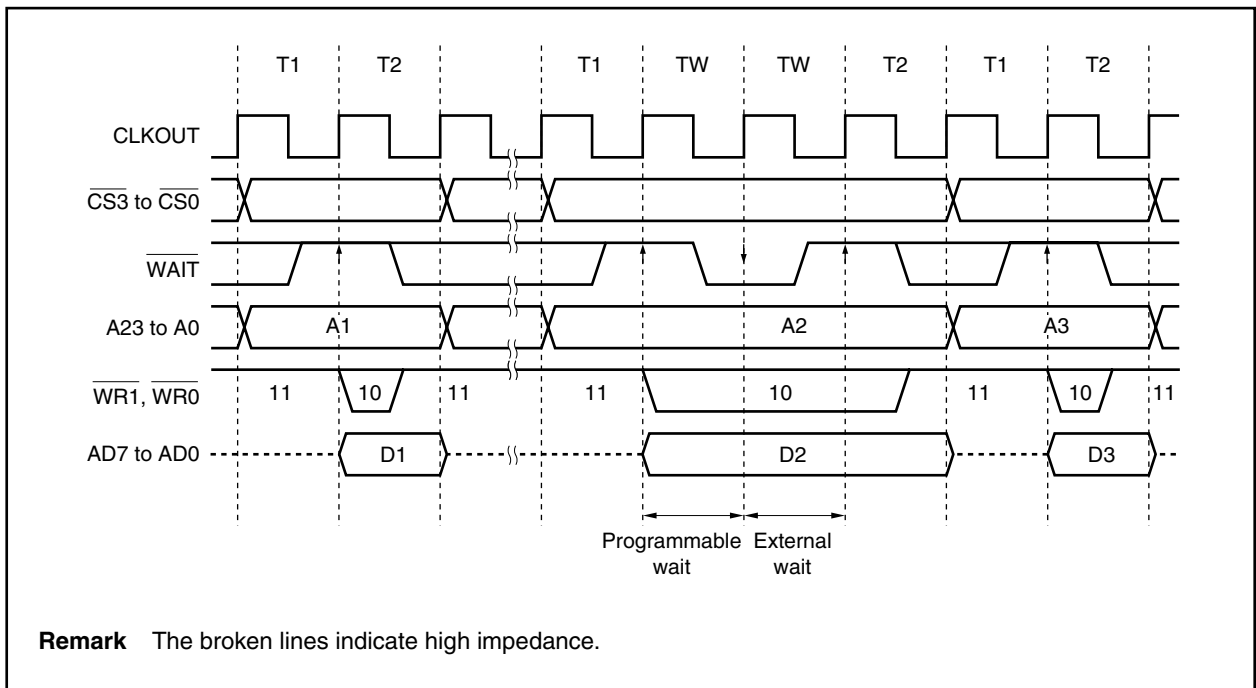 T1 T2 T1 TW TW T2 T1 T2
CLKOUT
CS3 to CS0
WAIT
A23 to A0 A1 A2 A3
WR1, WR0 11 10 11 11 10 11 10 11
AD7 to AD0 D1 D2 D3
Programmable wait
External wait
Remark The broken lines indicate high impedance.